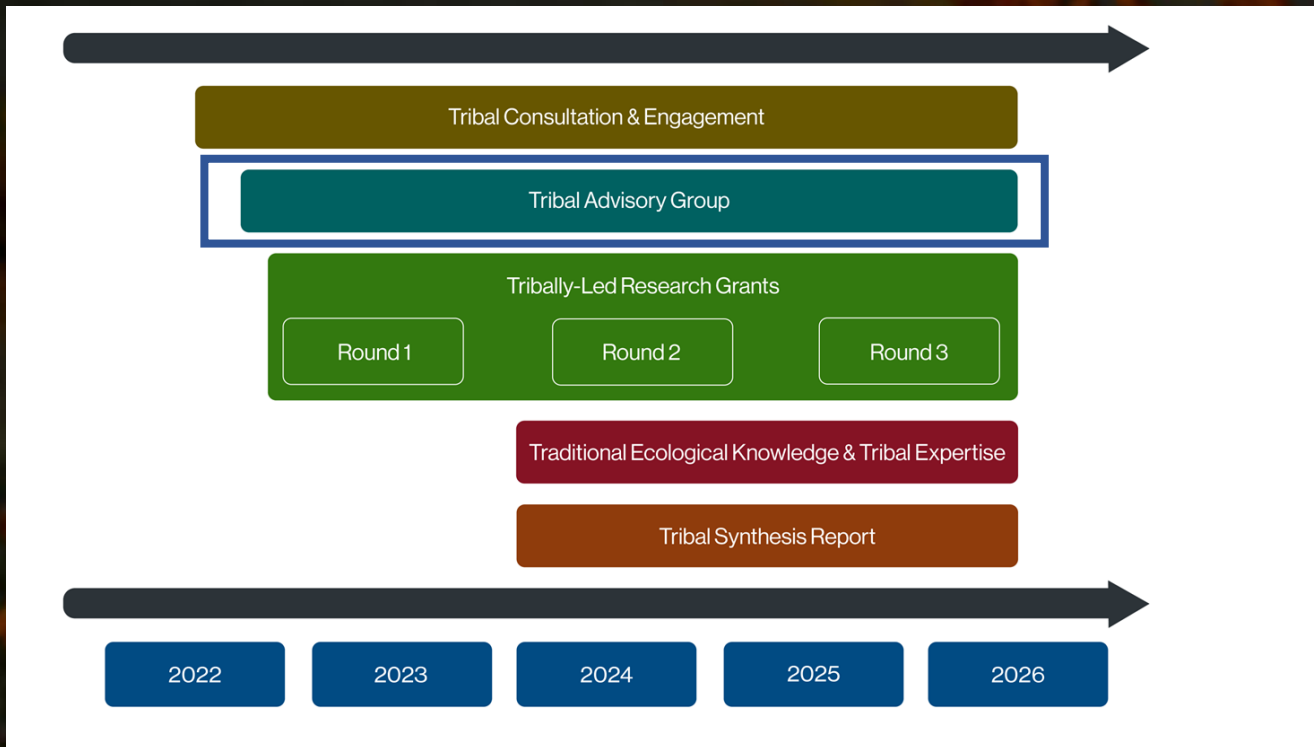 Tribal Consultation & Engagement
Tribal Advisory Group
Tribally-Led Research Grants
Round 1
Round 2
Round 3
Traditional Ecological Knowledge & Tribal Expertise
Tribal Synthesis Report
2022
2023
2024
2025
2026